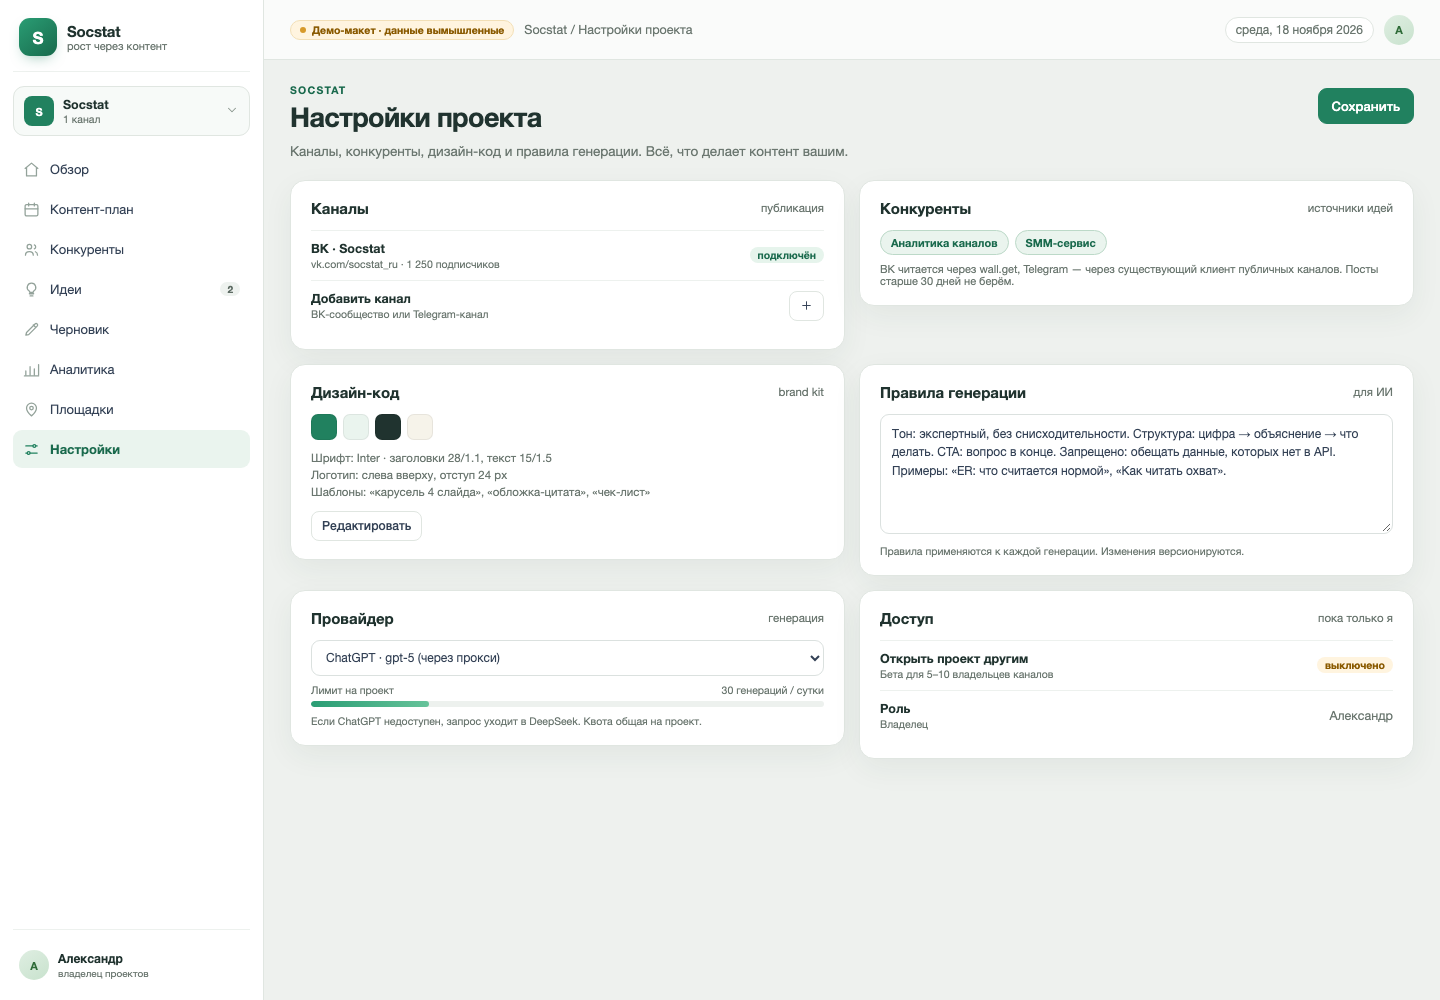 S
Socstat
рост через контент
s
Socstat
1 канал
Обзор
Контент-план
Конкуренты
Идеи
2
Черновик
Аналитика
Площадки
Настройки
А
Александр
владелец проектов
Демо-макет · данные вымышленные
Socstat / Настройки проекта
среда, 18 ноября 2026
А
SOCSTAT
Настройки проекта
Каналы, конкуренты, дизайн-код и правила генерации. Всё, что делает контент вашим.
Сохранить
Каналы
публикация
ВК · Socstat
vk.com/socstat_ru · 1 250 подписчиков
подключён
Добавить канал
ВК-сообщество или Telegram-канал
+
Конкуренты
источники идей
Аналитика каналов
SMM-сервис
ВК читается через wall.get, Telegram — через существующий клиент публичных каналов. Посты
старше 30 дней не берём.
Дизайн-код
brand kit
Шрифт: Inter · заголовки 28/1.1, текст 15/1.5
Логотип: слева вверху, отступ 24 px
Шаблоны: «карусель 4 слайда», «обложка-цитата», «чек-лист»
Редактировать
Правила генерации
для ИИ
Тон: экспертный, без снисходительности. Структура: цифра → объяснение → что
делать. CTA: вопрос в конце. Запрещено: обещать данные, которых нет в API.
Примеры: «ER: что считается нормой», «Как читать охват».
Правила применяются к каждой генерации. Изменения версионируются.
Провайдер
генерация
ChatGPT · gpt-5 (через прокси)
Лимит на проект
30 генераций / сутки
Если ChatGPT недоступен, запрос уходит в DeepSeek. Квота общая на проект.
Доступ
пока только я
Открыть проект другим
Бета для 5–10 владельцев каналов
выключено
Роль
Владелец
Александр